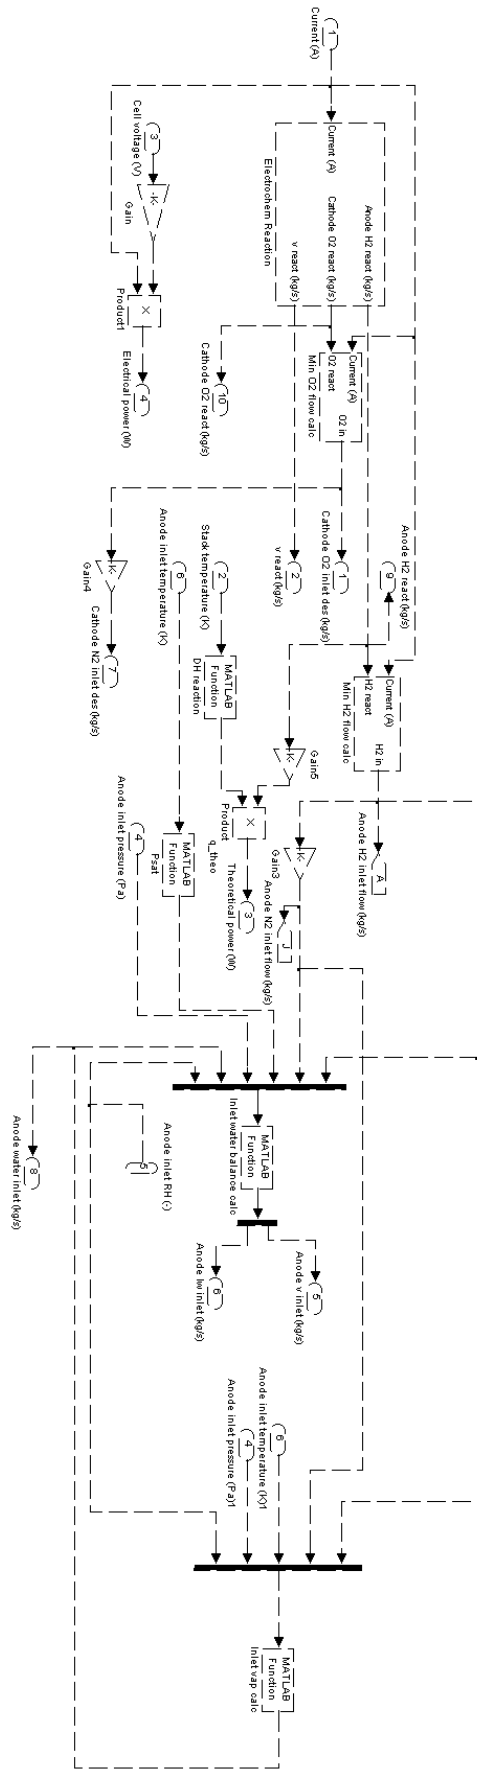 1
Current (A)
Current (A)
Anode H2 react (kg/s)
Cathode O2 react (kg/s)
v react (kg/s)
Electrochem Reaction
3
Cell voltage (V)
-K-
Gain
X
Product1
4
Electrical power (W)
Current (A)
O2 react
O2 in
Min O2 flow calc
10
Cathode O2 react (kg/s)
1
Cathode O2 inlet des (kg/s)
2
v react (kg/s)
Anode H2 react (kg/s)
9
Current (A)
H2 react
H2 in
Min H2 flow calc
2
Stack temperature (K)
MATLAB
Function
DH reaction
6
Anode inlet temperature (K)
-K-
Gain4
7
Cathode N2 inlet des (kg/s)
-K-
Gain5
X
Product
q_theo
3
Theoretical power (W)
MATLAB
Function
Psat
4
Anode inlet pressure (Pa)
A
Anode H2 inlet flow (kg/s)
-K-
Gain3
J
Anode N2 inlet flow (kg/s)
MATLAB
Function
Inlet water balance calc
5
Anode inlet RH (-)
8
Anode water inlet (kg/s)
5
Anode v inlet (kg/s)
6
Anode lw inlet (kg/s)
6
Anode inlet temperature (K)1
4
Anode inlet pressure (Pa)1
MATLAB
Function
Inlet vap calc